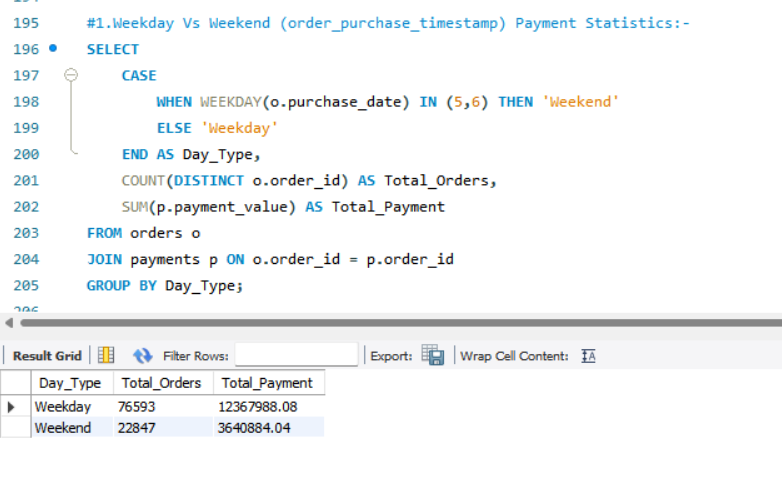 195 #1.Weekday Vs Weekend (order_purchase_timestamp) Payment Statistics:-
196 SELECT
197 CASE
198 WHEN WEEKDAY(o.purchase_date) IN (5,6) THEN 'Weekend'
199 ELSE 'Weekday'
200 END AS Day_Type,
201 COUNT(DISTINCT o.order_id) AS Total_Orders,
202 SUM(p.payment_value) AS Total_Payment
203 FROM orders o
204 JOIN payments p ON o.order_id = p.order_id
205 GROUP BY Day_Type;
Result Grid Filter Rows: Export: Wrap Cell Content:
Day_Type Total_Orders Total_Payment
Weekday 76593 12367988.08
Weekend 22847 3640884.04